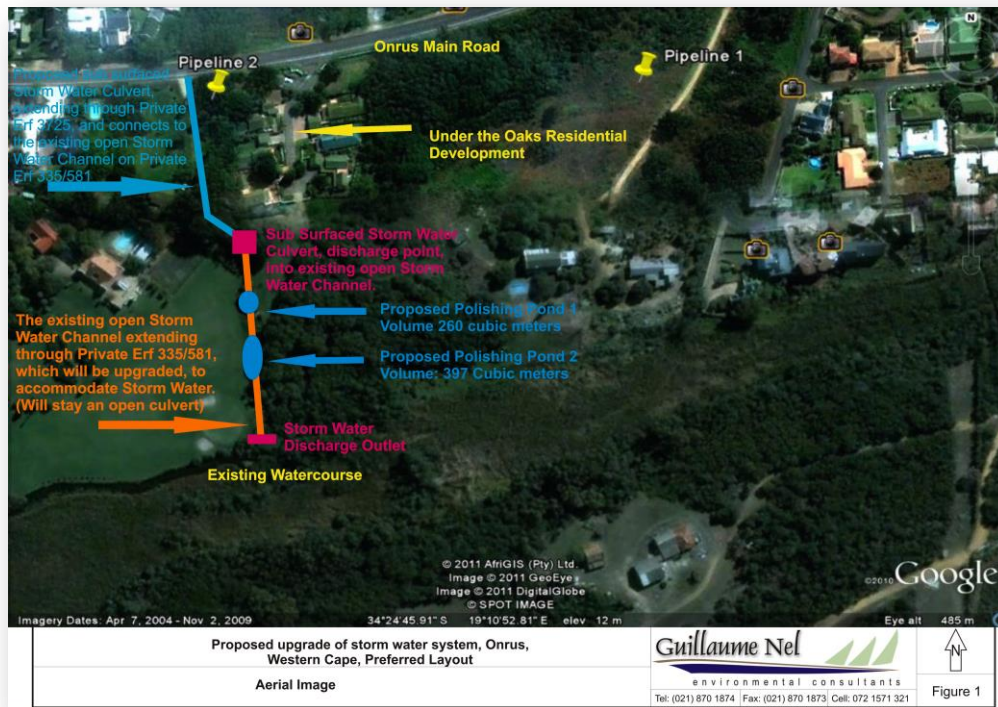 Onrus Main Road
Pipeline 2
Pipeline 1
N
Proposed sub surfaced
Storm Water Culvert,
extending through Private
Erf 3725, and connects to
the existing open Storm
Water Channel on Private
Erf 335/581
Under the Oaks Residential
Development
Sub Surfaced Storm Water
Culvert, discharge point,
into existing open Storm
Water Channel.
Proposed Polishing Pond 1
Volume 260 cubic meters
The existing open Storm
Water Channel extending
through Private Erf 335/581,
which will be upgraded, to
accommodate Storm Water.
(Will stay an open culvert)
Proposed Polishing Pond 2
Volume: 397 Cubic meters
Storm Water
Discharge Outlet
Existing Watercourse
© 2011 AfriGIS (Pty) Ltd.
Image © 2011 GeoEye
Image © 2011 DigitalGlobe
© SPOT IMAGE
©2010 Google
Imagery Dates: Apr 7, 2004 - Nov 2, 2009 34°24'45.91" S 19°10'52.81" E elev 12 m Eye alt 485 m
Proposed upgrade of storm water system, Onrus,
Western Cape, Preferred Layout
Aerial Image
Guillaume Nel
environmental consultants
Tel: (021) 870 1874 Fax: (021) 870 1873 Cell: 072 1571 321
N
Figure 1